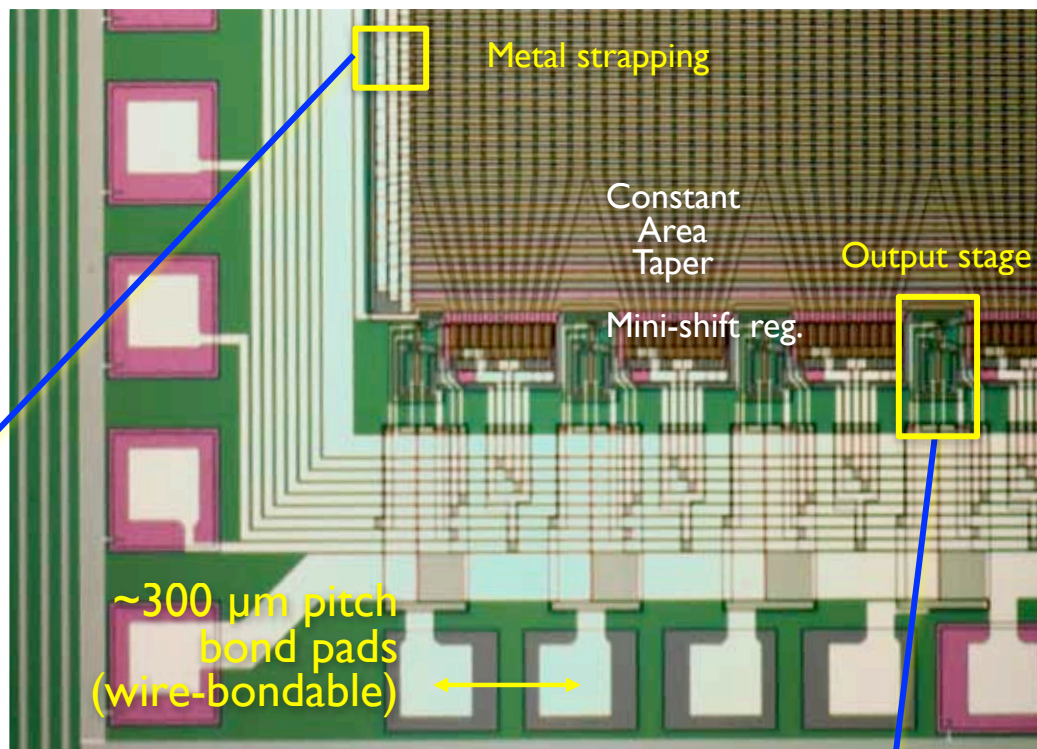 Metal strapping
Constant
Area
Taper
Output stage
Mini-shift reg.
~300 µm pitch
bond pads
(wire-bondable)